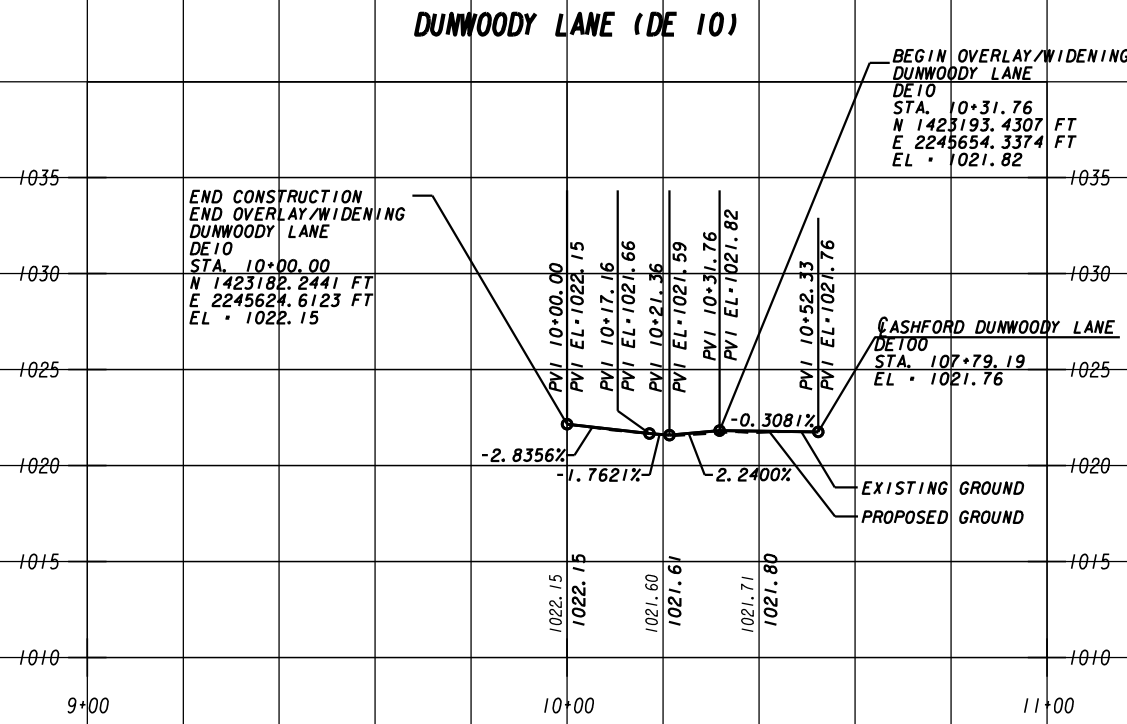 DUNWOODY LANE (DE 10)
BEGIN OVERLAY/WIDENING
DUNWOODY LANE
DE10
STA. 10+31.76
N 1423193.4307 FT
E 2245654.3374 FT
EL = 1021.82
1035
1035
END CONSTRUCTION
END OVERLAY/WIDENING
DUNWOODY LANE
DE10
STA. 10+00.00
N 1423182.2441 FT
E 2245624.6123 FT
EL = 1022.15
PVI 10+00.00
PVI EL=1022.15
PVI 10+17.16
PVI EL=1021.66
PVI 10+21.36
PVI EL=1021.59
PVI 10+31.76
PVI EL=1021.82
PVI 10+52.33
PVI EL=1021.76
1030
1030
℄ ASHFORD DUNWOODY LANE
DE100
STA. 107+79.19
EL = 1021.76
1025
1025
-0.3081%
-2.8356%
-1.7621%
2.2400%
1020
1020
EXISTING GROUND
PROPOSED GROUND
1015
1015
1022.15
1022.15
1021.60
1021.61
1021.71
1021.80
1010
1010
9+00
10+00
11+00